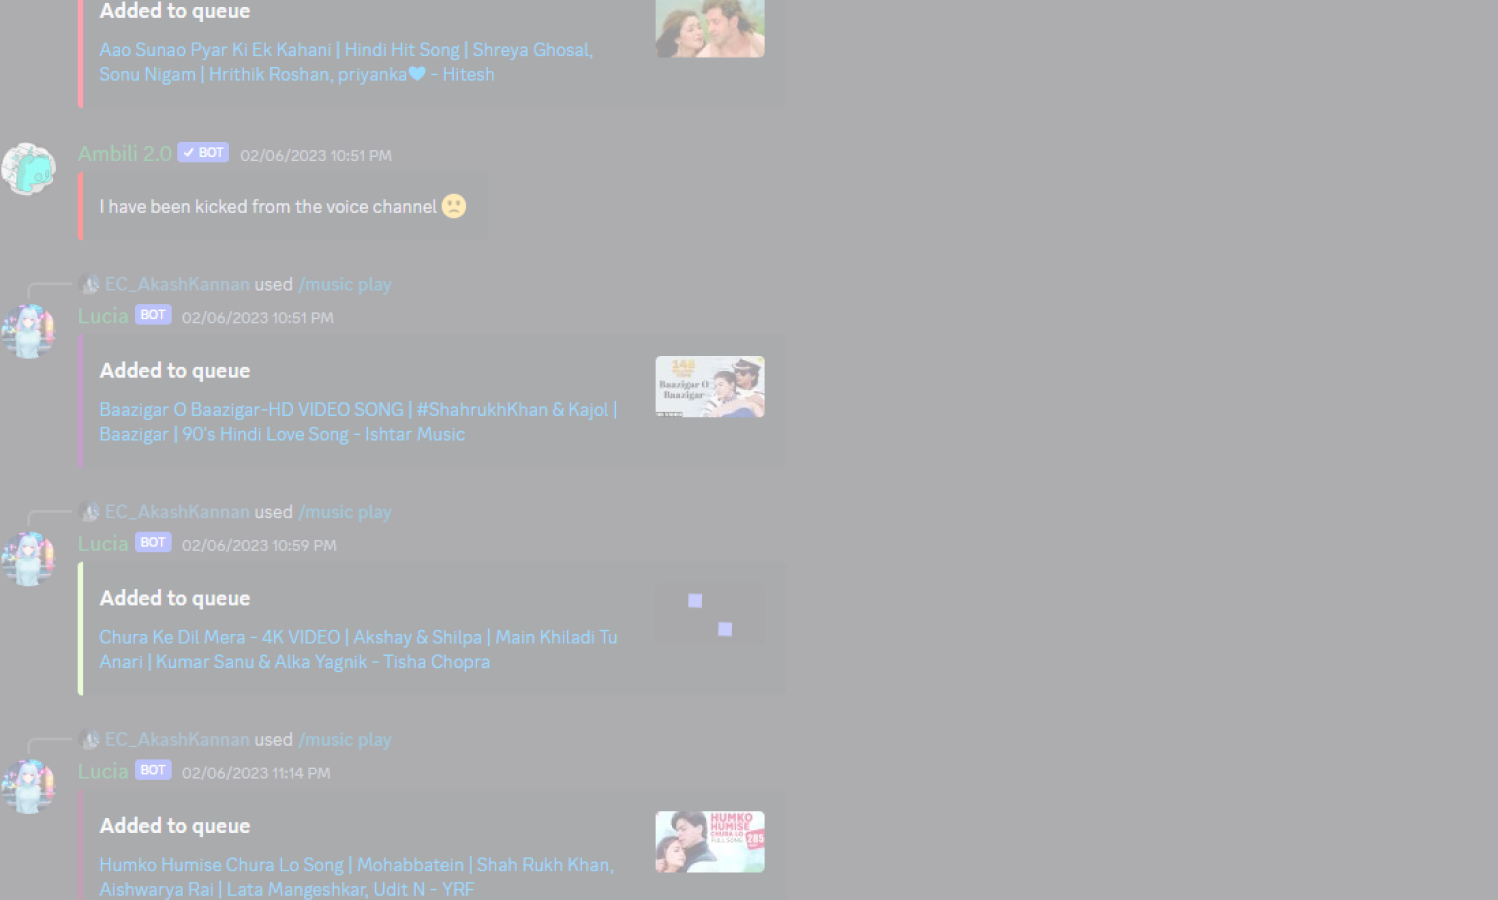 Added to queue
Aao Sunao Pyar Ki Ek Kahani | Hindi Hit Song | Shreya Ghosal,
Sonu Nigam | Hrithik Roshan, priyanka♥ - Hitesh
Ambili 2.0 ✓ BOT 02/06/2023 10:51 PM
I have been kicked from the voice channel 🙁
EC_AkashKannan used /music play
Lucia BOT 02/06/2023 10:51 PM
Added to queue
148
Baazigar O
Baazigar
Baazigar O Baazigar-HD VIDEO SONG | #ShahrukhKhan & Kajol |
Baazigar | 90's Hindi Love Song - Ishtar Music
EC_AkashKannan used /music play
Lucia BOT 02/06/2023 10:59 PM
Added to queue
Chura Ke Dil Mera - 4K VIDEO | Akshay & Shilpa | Main Khiladi Tu
Anari | Kumar Sanu & Alka Yagnik - Tisha Chopra
EC_AkashKannan used /music play
Lucia BOT 02/06/2023 11:14 PM
Added to queue
HUMKO
HUMISE
CHURA LO
FULL SONG
285
Humko Humise Chura Lo Song | Mohabbatein | Shah Rukh Khan,
Aishwarya Rai | Lata Mangeshkar, Udit N - YRF